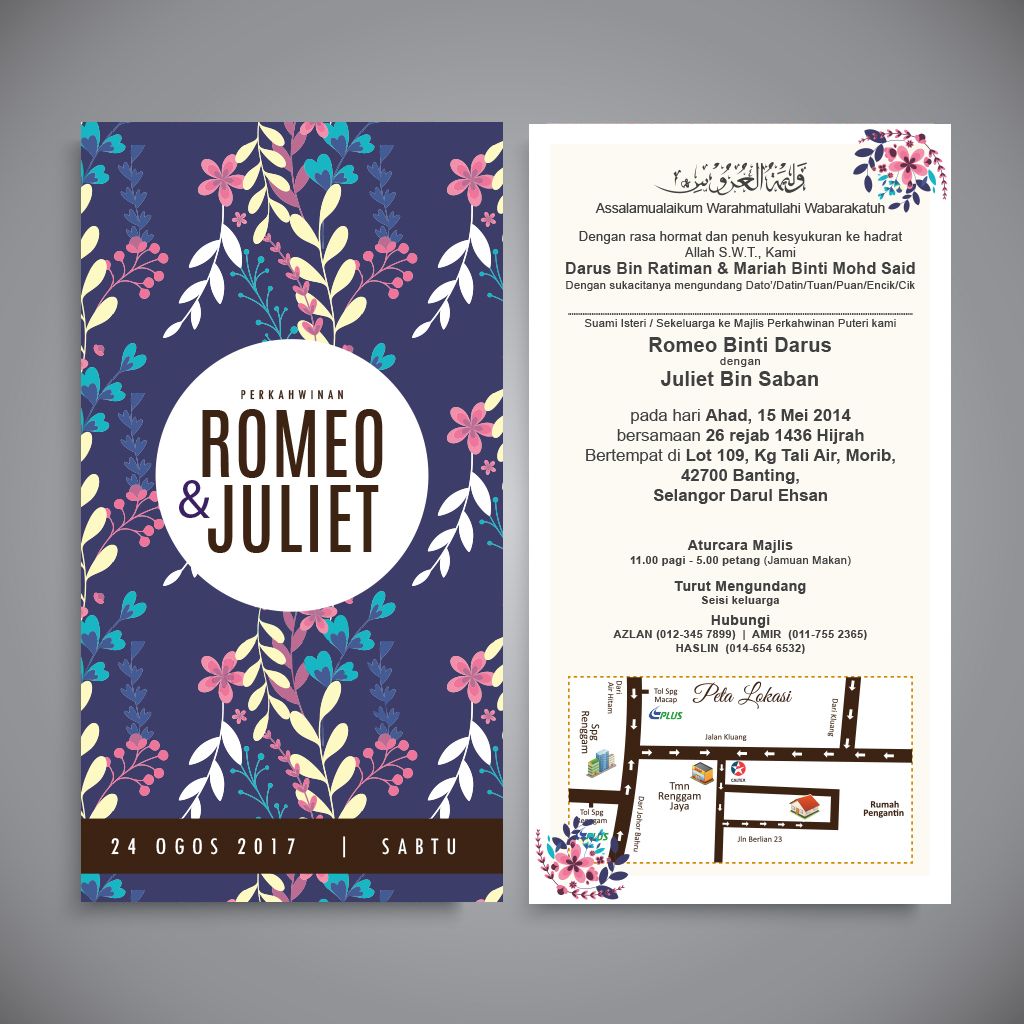 PERKAHWINAN
ROMEO
& JULIET
24 OGOS 2017 | SABTU
Assalamualaikum Warahmatullahi Wabarakatuh
Dengan rasa hormat dan penuh kesyukuran ke hadrat
Allah S.W.T., Kami
Darus Bin Ratiman & Mariah Binti Mohd Said
Dengan sukacitanya mengundang Dato'/Datin/Tuan/Puan/Encik/Cik
Suami Isteri / Sekeluarga ke Majlis Perkahwinan Puteri kami
Romeo Binti Darus
dengan
Juliet Bin Saban
pada hari Ahad, 15 Mei 2014
bersamaan 26 rejab 1436 Hijrah
Bertempat di Lot 109, Kg Tali Air, Morib,
42700 Banting,
Selangor Darul Ehsan
Aturcara Majlis
11.00 pagi - 5.00 petang (Jamuan Makan)
Turut Mengundang
Seisi keluarga
Hubungi
AZLAN (012-345 7899) | AMIR (011-755 2365)
HASLIN (014-654 6532)
Peta Lokasi
Dari
Air Hitam
Tol Spg
Macap
PLUS
Spg
Renggam
Jalan Kluang
Dari Kluang
CALTEX
Tmn
Renggam
Jaya
Rumah
Pengantin
Jln Berlian 23
Dari Johor Bahru
Tol Spg
PLUS